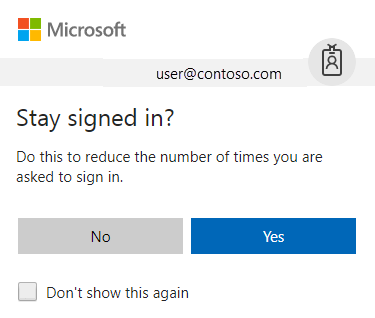 Microsoft
user@contoso.com
Stay signed in?
Do this to reduce the number of times you are
asked to sign in.
No
Yes
Don't show this again